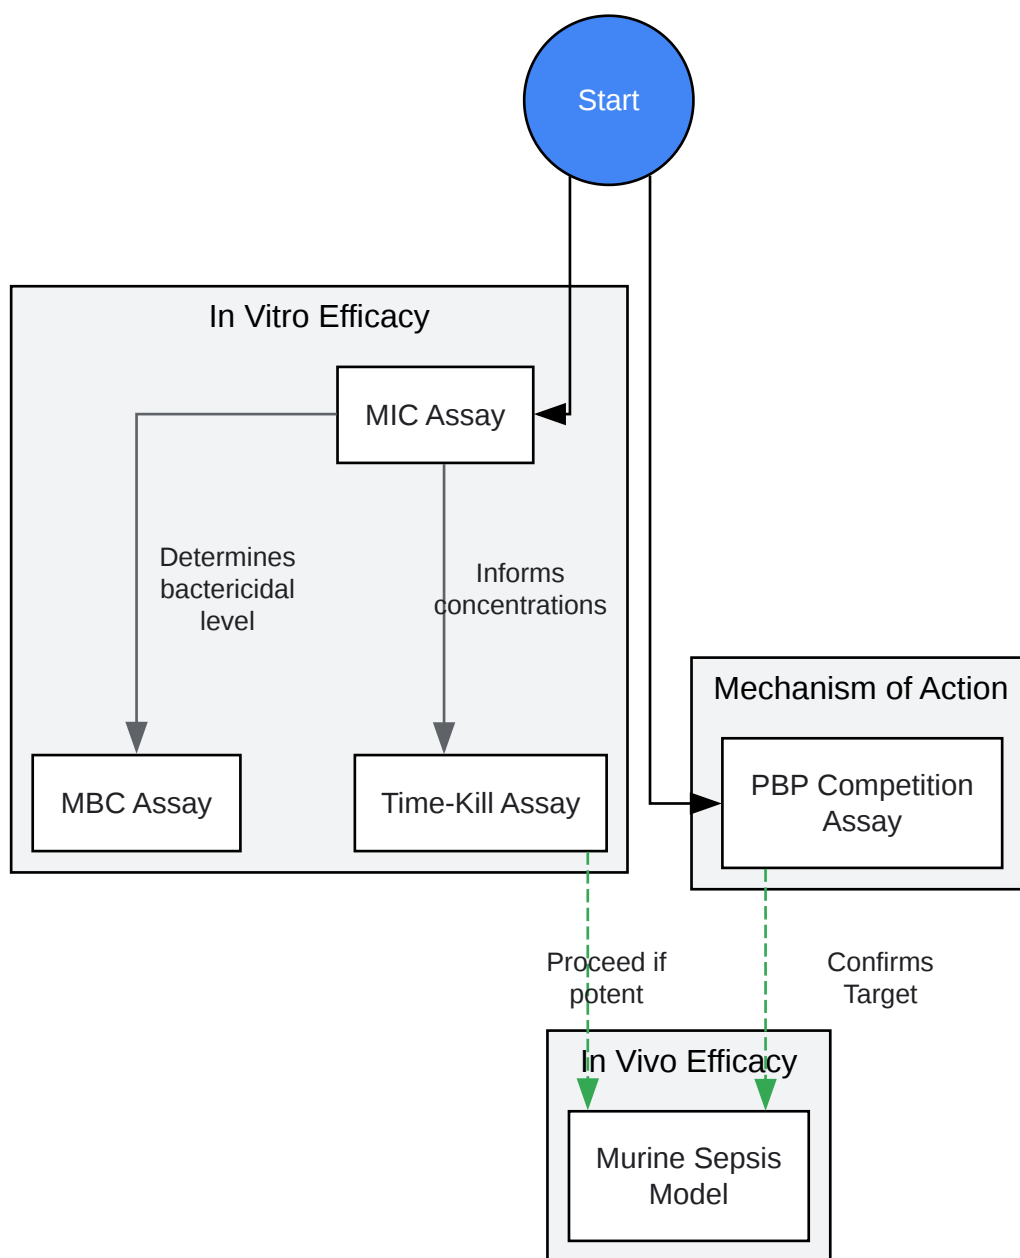 Start
In Vitro Efficacy
MIC Assay
Determines
bactericidal
level
Informs
concentrations
MBC Assay
Time-Kill Assay
Mechanism of Action
PBP Competition
Assay
Proceed if
potent
Confirms
Target
In Vivo Efficacy
Murine Sepsis
Model